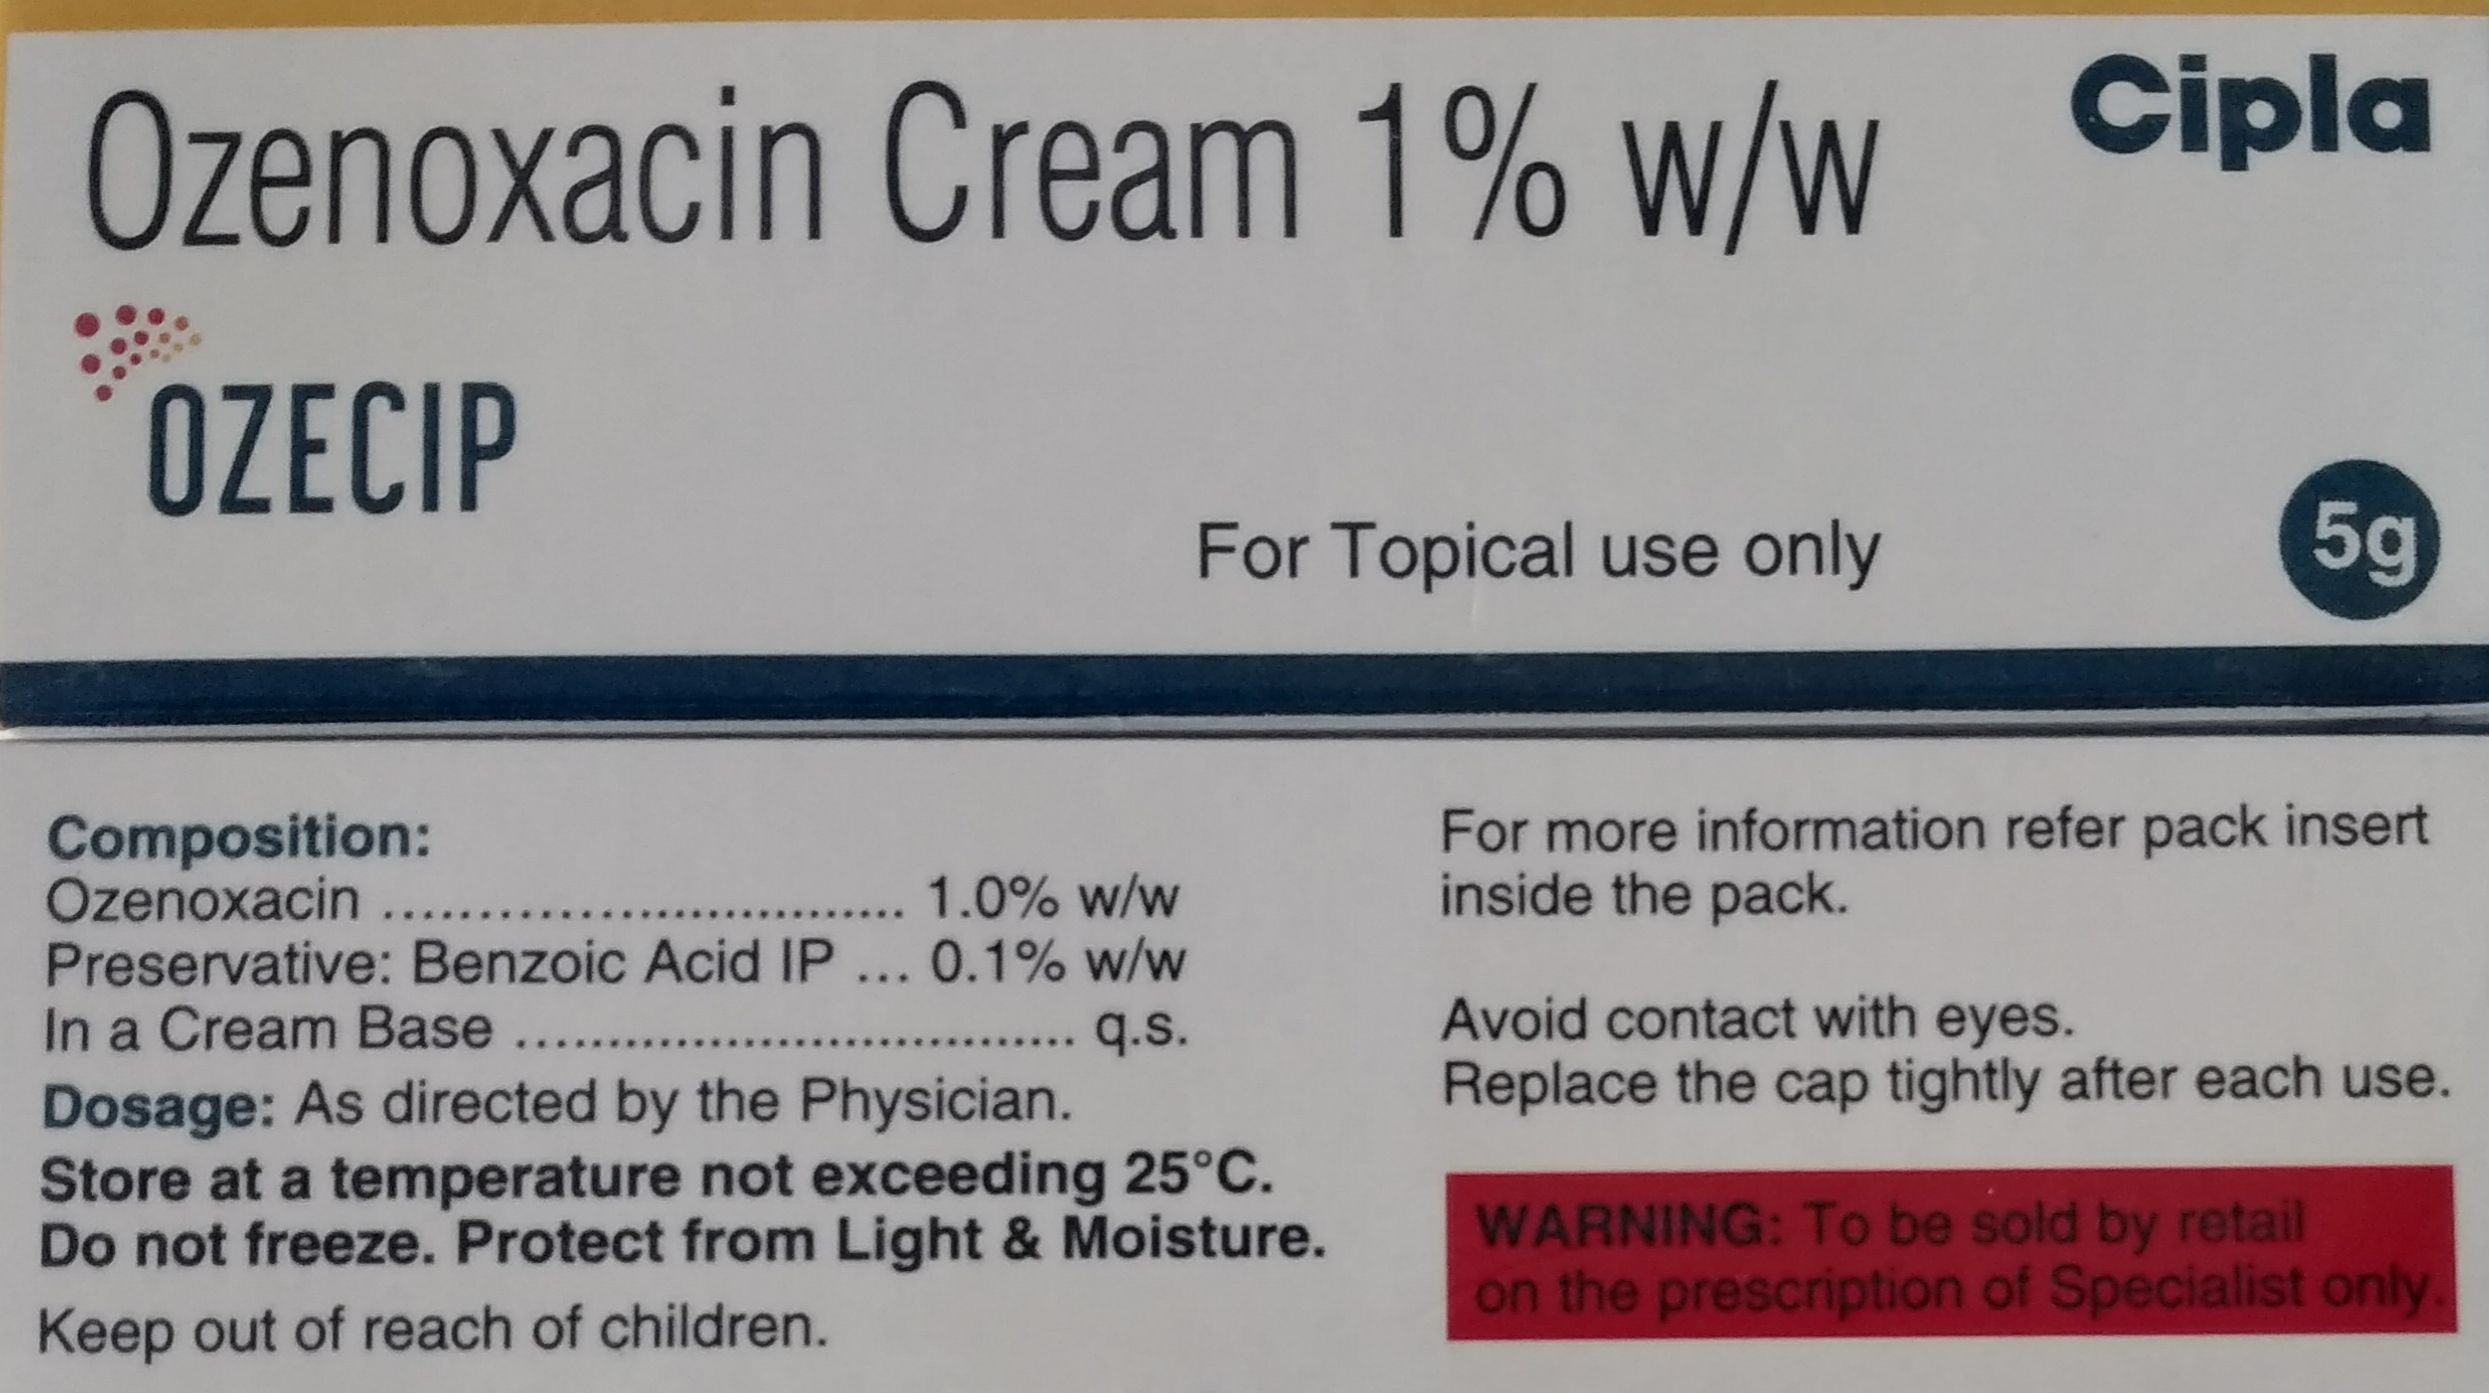 Ozenoxacin Cream 1% w/w
Cipla
OZECIP
For Topical use only
5g
Composition:
Ozenoxacin .................................. 1.0% w/w
Preservative: Benzoic Acid IP ... 0.1% w/w
In a Cream Base ..................................... q.s.
Dosage: As directed by the Physician.
Store at a temperature not exceeding 25°C.
Do not freeze. Protect from Light & Moisture.
Keep out of reach of children.
For more information refer pack insert
inside the pack.
Avoid contact with eyes.
Replace the cap tightly after each use.
WARNING: To be sold by retail
on the prescription of Specialist only.